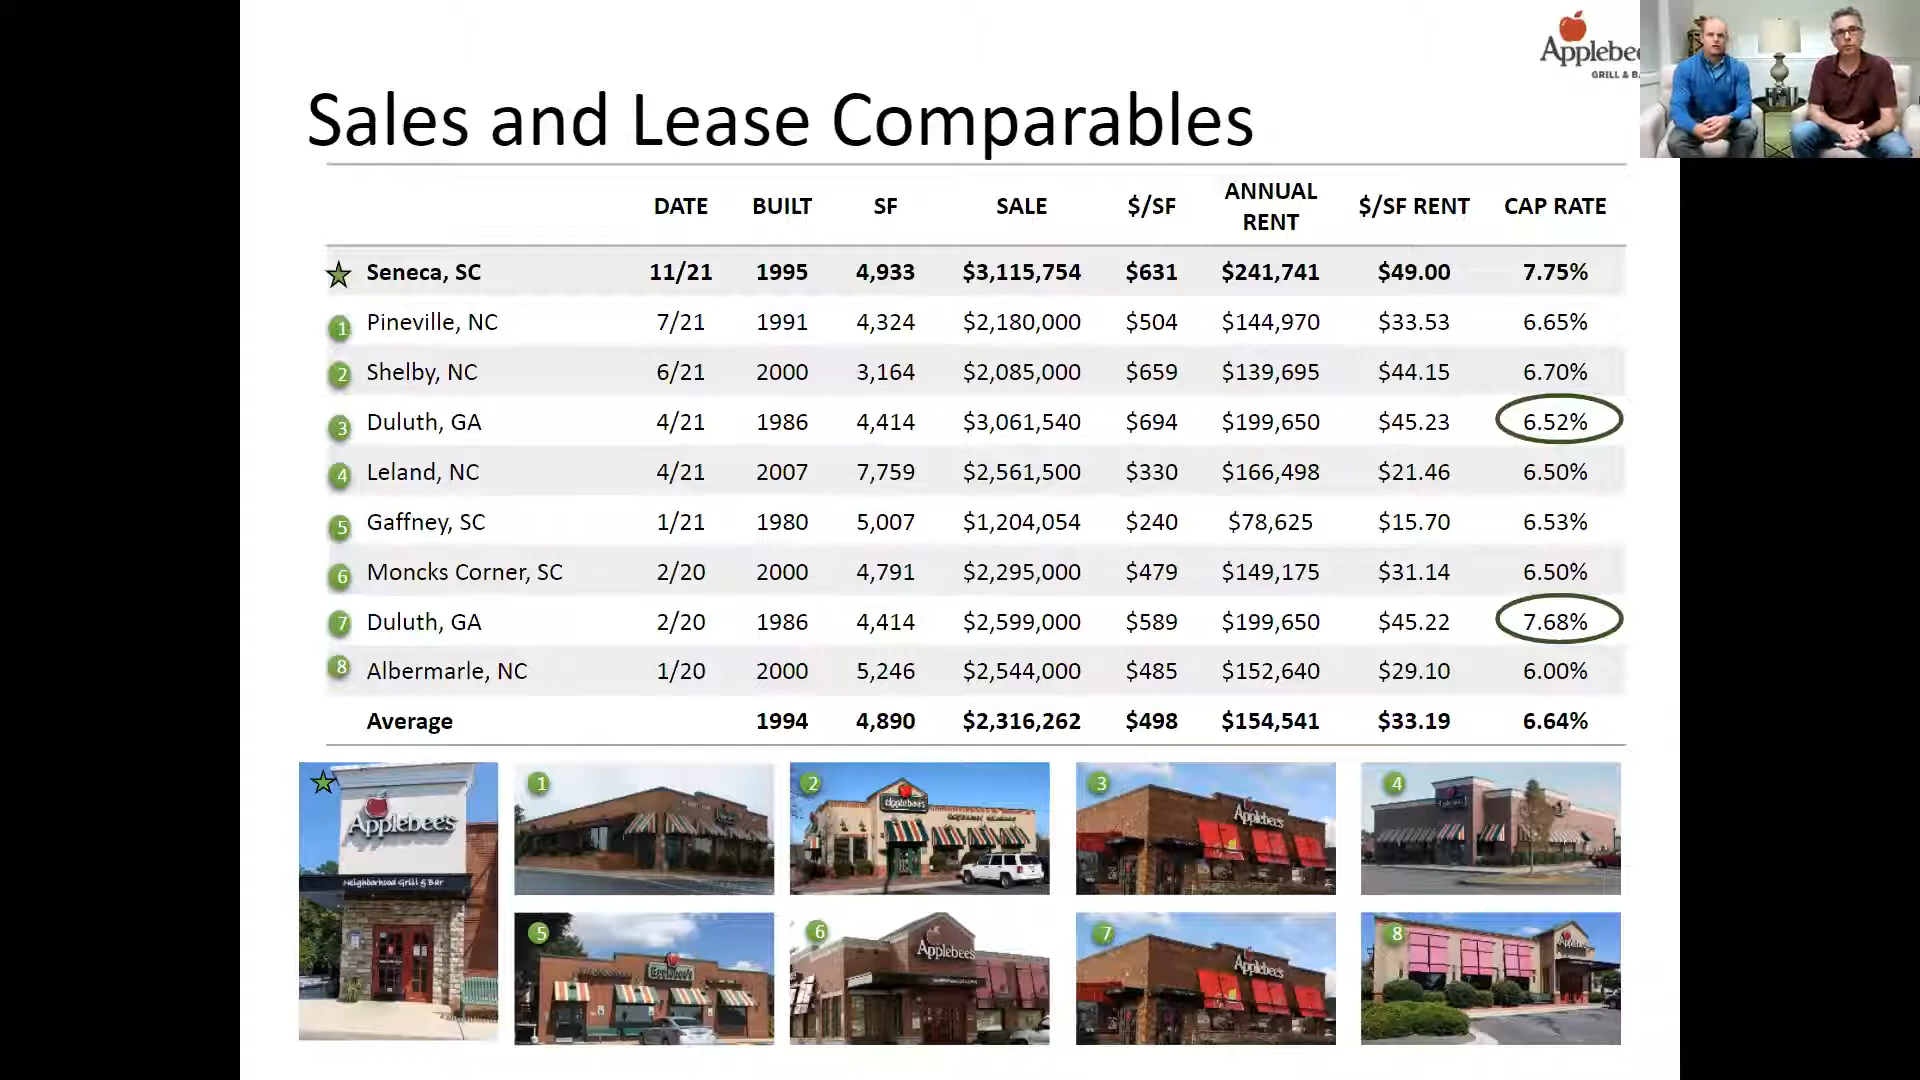 Applebe
GRILL & B
Sales and Lease Comparables
DATE BUILT SF SALE $/SF ANNUAL RENT $/SF RENT CAP RATE
Seneca, SC 11/21 1995 4,933 $3,115,754 $631 $241,741 $49.00 7.75%
1 Pineville, NC 7/21 1991 4,324 $2,180,000 $504 $144,970 $33.53 6.65%
2 Shelby, NC 6/21 2000 3,164 $2,085,000 $659 $139,695 $44.15 6.70%
3 Duluth, GA 4/21 1986 4,414 $3,061,540 $694 $199,650 $45.23 6.52%
4 Leland, NC 4/21 2007 7,759 $2,561,500 $330 $166,498 $21.46 6.50%
5 Gaffney, SC 1/21 1980 5,007 $1,204,054 $240 $78,625 $15.70 6.53%
6 Moncks Corner, SC 2/20 2000 4,791 $2,295,000 $479 $149,175 $31.14 6.50%
7 Duluth, GA 2/20 1986 4,414 $2,599,000 $589 $199,650 $45.22 7.68%
8 Albermarle, NC 1/20 2000 5,246 $2,544,000 $485 $152,640 $29.10 6.00%
Average 1994 4,890 $2,316,262 $498 $154,541 $33.19 6.64%
Applebee's
Neighborhood Grill & Bar
1
2
Applebee's
3
Applebee's
4
5
Applebee's
6
Applebee's
7
Applebee's
8
Applebee's